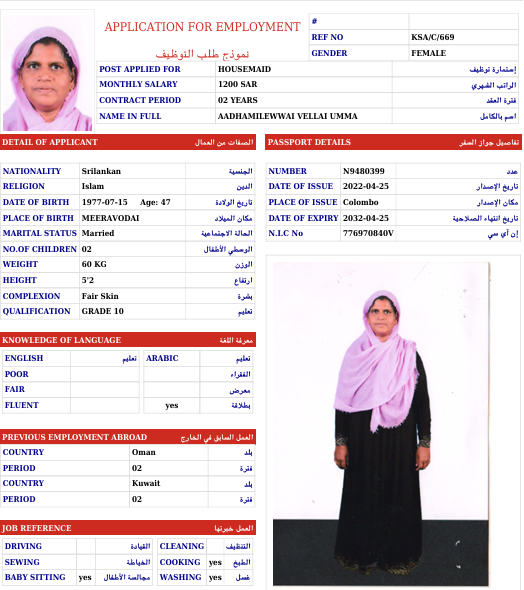 APPLICATION FOR EMPLOYMENT
نموذج طلب التوظيف
#
REF NO KSA/C/669
GENDER FEMALE
POST APPLIED FOR HOUSEMAID إستمارة توظيف
MONTHLY SALARY 1200 SAR الراتب الشهري
CONTRACT PERIOD 02 YEARS فترة العقد
NAME IN FULL AADHAMILEWWAI VELLAI UMMA اسم بالكامل
DETAIL OF APPLICANT الصفات من العمال
NATIONALITY Srilankan الجنسية
RELIGION Islam الدين
DATE OF BIRTH 1977-07-15 Age: 47 تاريخ الولادة
PLACE OF BIRTH MEERAVODAI مكان الميلاد
MARITAL STATUS Married الحالة الاجتماعية
NO.OF CHILDREN 02 الوسطي الأطفال
WEIGHT 60 KG الوزن
HEIGHT 5'2 ارتفاع
COMPLEXION Fair Skin بشرة
QUALIFICATION GRADE 10 تعليم
PASSPORT DETAILS تفاصيل جواز السفر
NUMBER N9480399 عدد
DATE OF ISSUE 2022-04-25 تاريخ الإصدار
PLACE OF ISSUE Colombo مكان الإصدار
DATE OF EXPIRY 2032-04-25 تاريخ انتهاء الصلاحية
N.I.C No 776970840V إن آي سي
KNOWLEDGE OF LANGUAGE معرفة اللغة
ENGLISH تعليم ARABIC تعليم
POOR الفقراء
FAIR معرض
FLUENT yes بطلاقة
PREVIOUS EMPLOYMENT ABROAD العمل السابق في الخارج
COUNTRY Oman بلد
PERIOD 02 فترة
COUNTRY Kuwait بلد
PERIOD 02 فترة
JOB REFERENCE العمل خبرتها
DRIVING القيادة CLEANING التنظيف
SEWING الخياطة COOKING yes الطبخ
BABY SITTING yes مجالسة الأطفال WASHING yes غسل